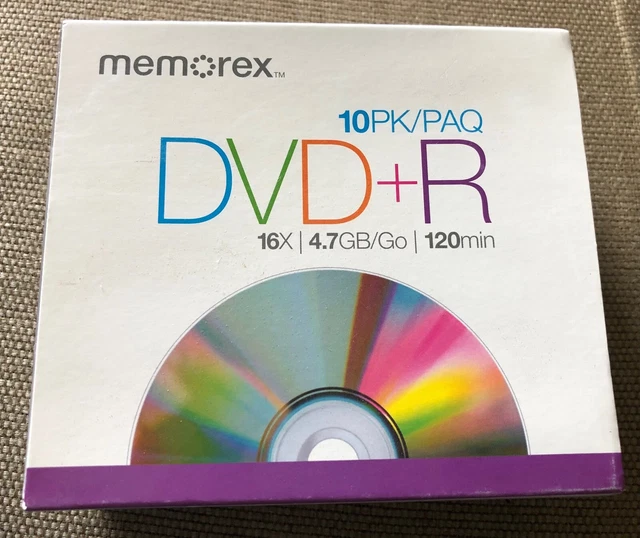 memorex™
10PK/PAQ
DVD+R
16X | 4.7GB/Go | 120min